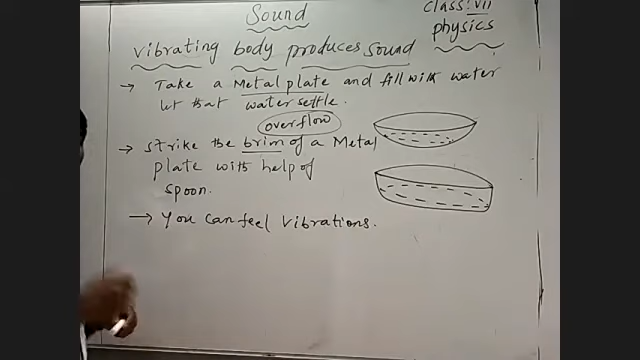 Sound
Class: VII
physics
vibrating body produces sound
→ Take a Metal plate and fill with water
let that water settle.
overflow
→ strike the brim of a Metal
plate with help of
spoon.
→ you can feel vibrations.